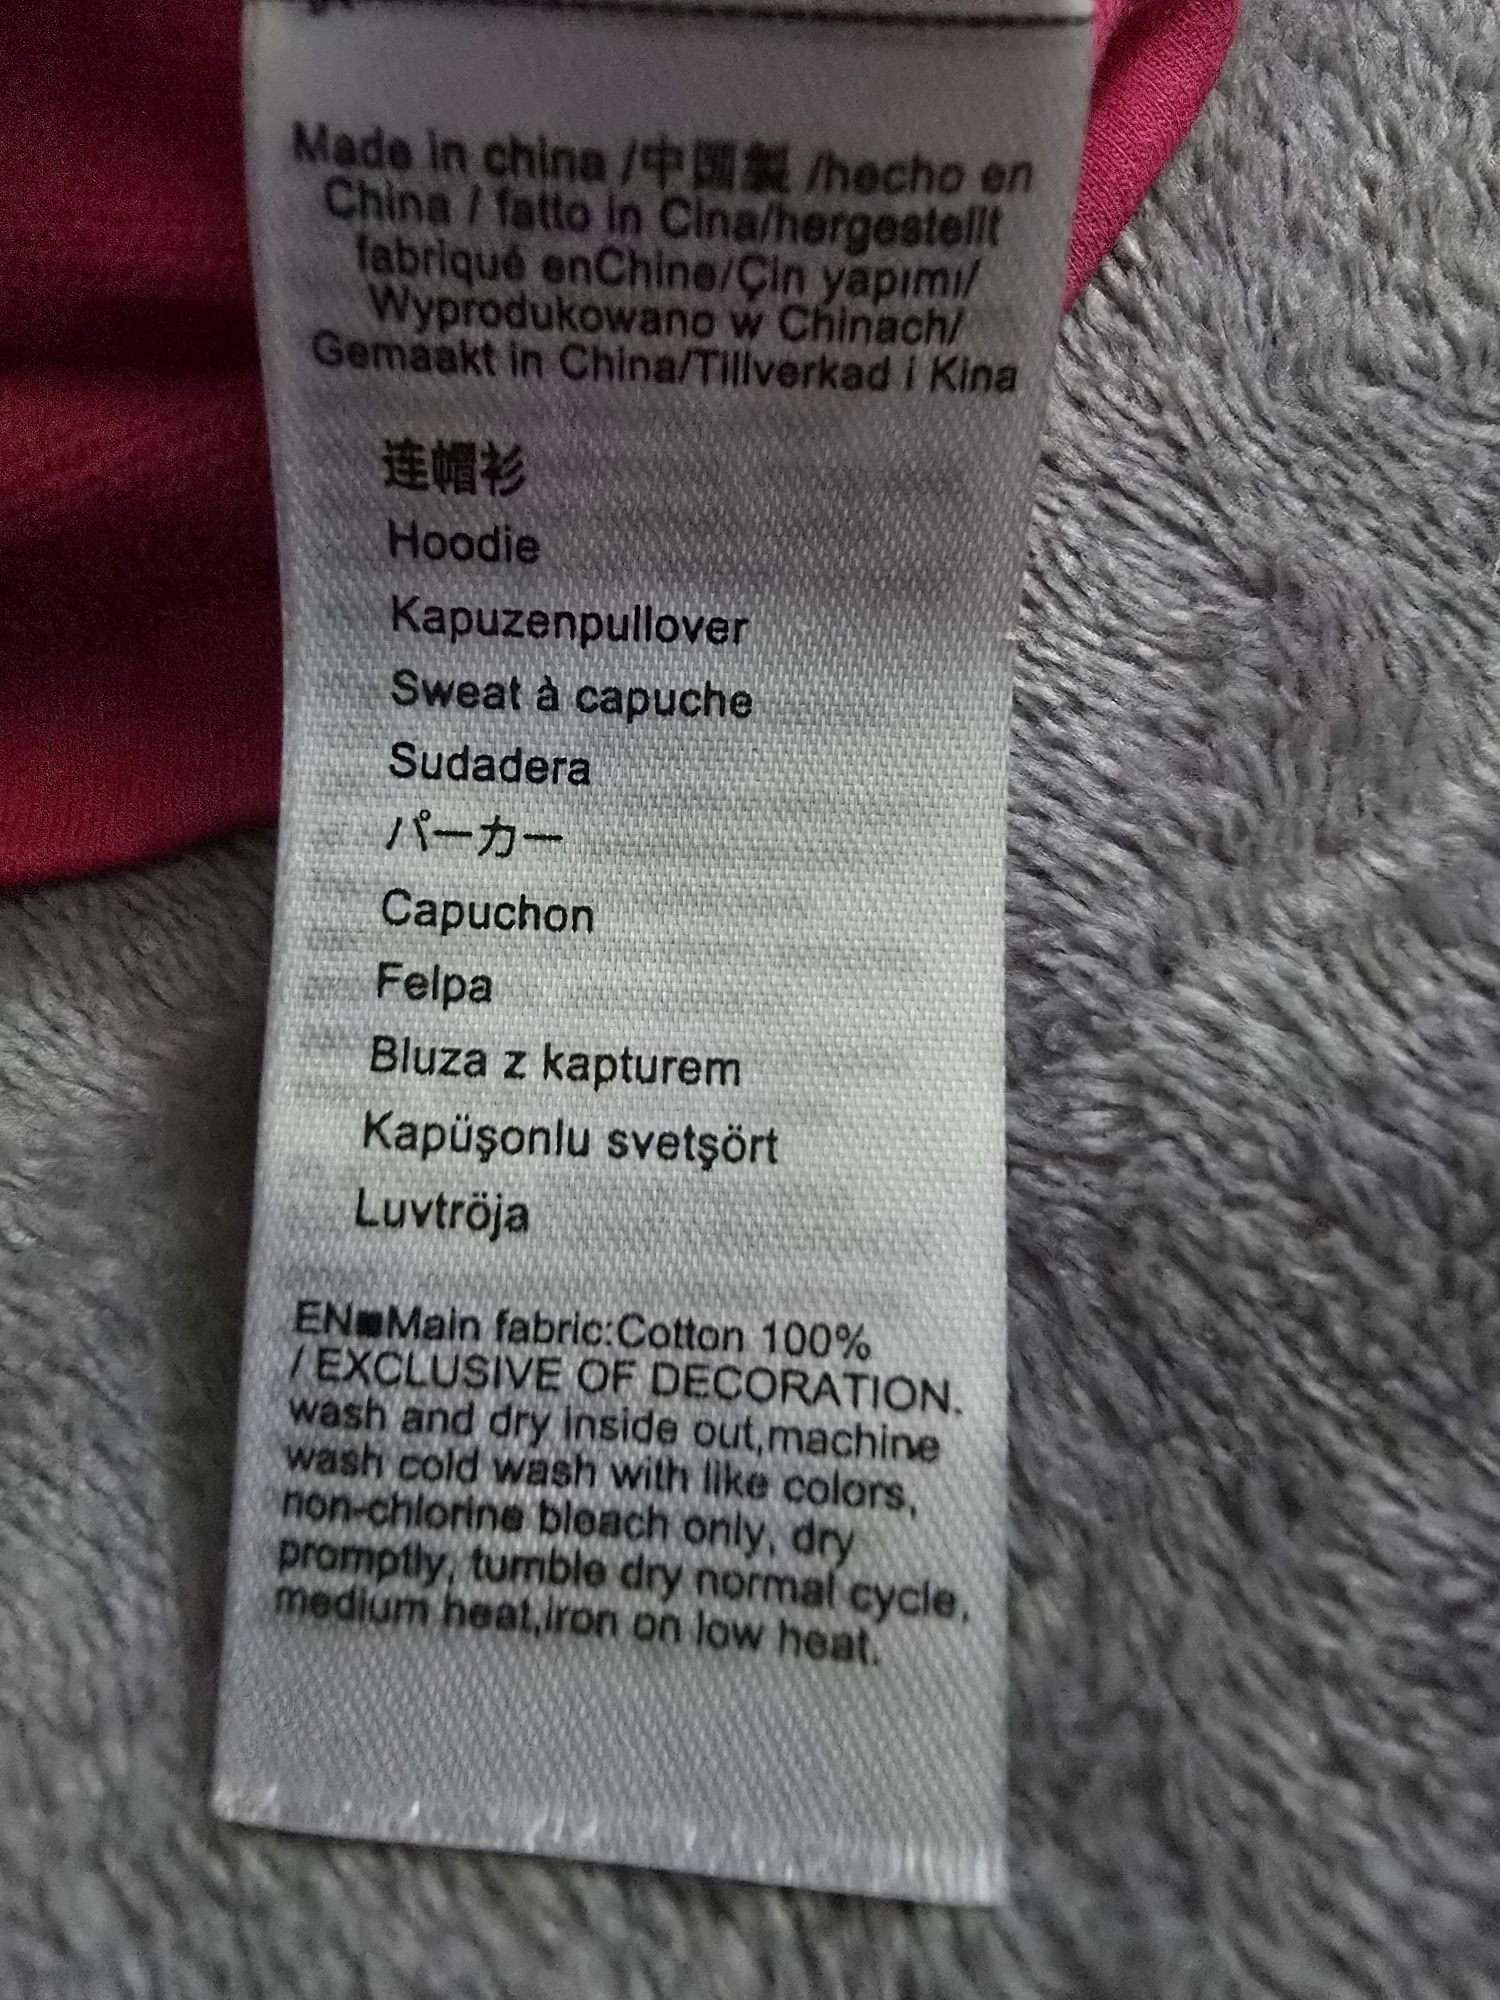 Made in china /中国製 /hecho en
China / fatto in Cina/hergestellt
fabriqué enChine/Çin yapımı/
Wyprodukowano w Chinach/
Gemaakt in China/Tillverkad i Kina
连帽衫
Hoodie
Kapuzenpullover
Sweat à capuche
Sudadera
パーカー
Capuchon
Felpa
Bluza z kapturem
Kapüşonlu svetşört
Luvtröja
EN■Main fabric:Cotton 100%
/ EXCLUSIVE OF DECORATION.
wash and dry inside out,machine
wash cold wash with like colors,
non-chlorine bleach only, dry
promptly, tumble dry normal cycle,
medium heat,iron on low heat.